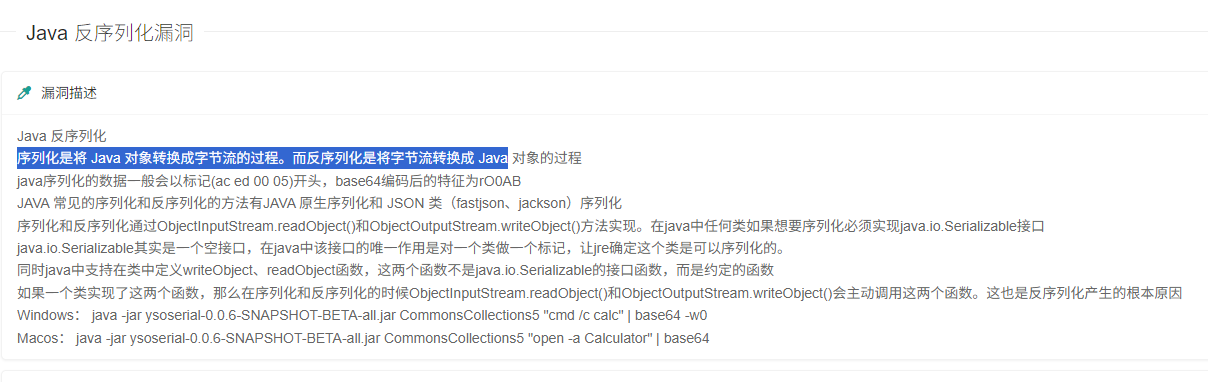 Java 反序列化漏洞
漏洞描述
Java 反序列化
序列化是将 Java 对象转换成字节流的过程。而反序列化是将字节流转换成 Java 对象的过程
java序列化的数据一般会以标记(ac ed 00 05)开头，base64编码后的特征为rO0AB
JAVA 常见的序列化和反序列化的方法有JAVA 原生序列化和 JSON 类（fastjson、jackson）序列化
序列化和反序列化通过ObjectInputStream.readObject()和ObjectOutputStream.writeObject()方法实现。在java中任何类如果想要序列化必须实现java.io.Serializable接口
java.io.Serializable其实是一个空接口，在java中该接口的唯一作用是对一个类做一个标记，让jre确定这个类是可以序列化的。
同时java中支持在类中定义writeObject、readObject函数，这两个函数不是java.io.Serializable的接口函数，而是约定的函数
如果一个类实现了这两个函数，那么在序列化和反序列化的时候ObjectInputStream.readObject()和ObjectOutputStream.writeObject()会主动调用这两个函数。这也是反序列化产生的根本原因
Windows： java -jar ysoserial-0.0.6-SNAPSHOT-BETA-all.jar CommonsCollections5 "cmd /c calc" | base64 -w0
Macos： java -jar ysoserial-0.0.6-SNAPSHOT-BETA-all.jar CommonsCollections5 "open -a Calculator" | base64